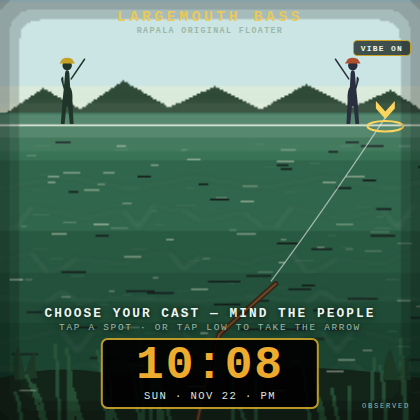 LARGEMOUTH BASS
RAPALA ORIGINAL FLOATER
VIBE ON
CHOOSE YOUR CAST — MIND THE PEOPLE
TAP A SPOT · OR TAP LOW TO TAKE THE ARROW
10:08
SUN · NOV 22 · PM
OBSERVED